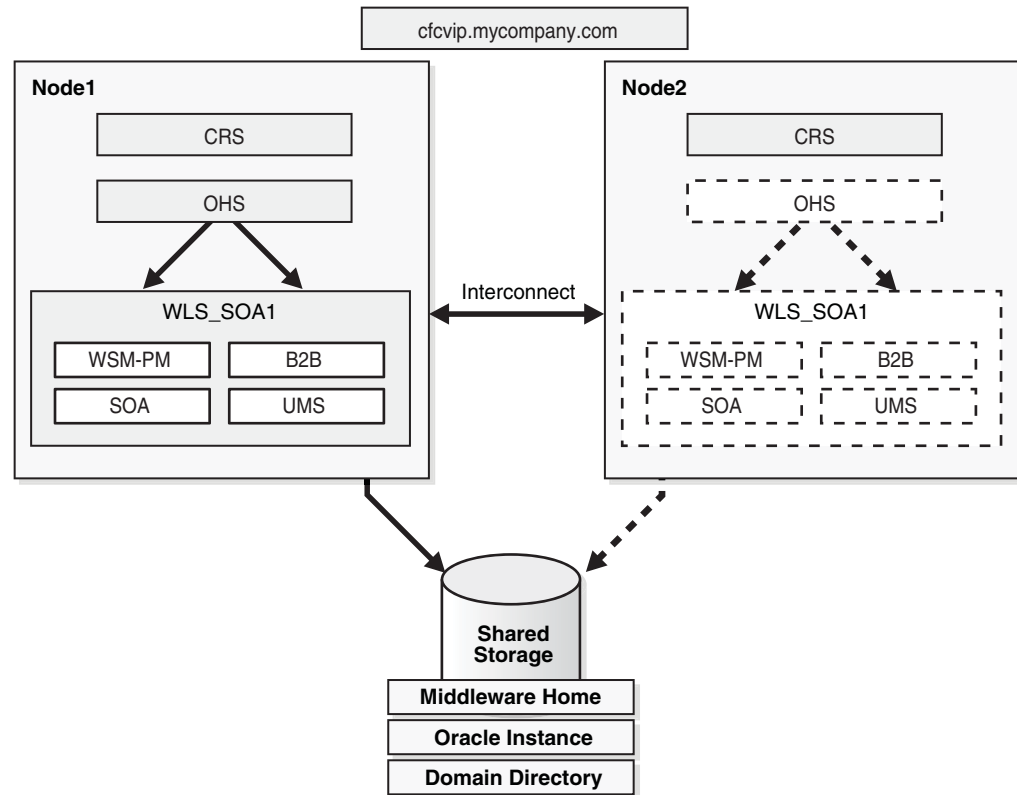 cfcvip.mycompany.com
Node1
CRS
OHS
WLS_SOA1
WSM-PM
B2B
SOA
UMS
Interconnect
Node2
CRS
OHS
WLS_SOA1
WSM-PM
B2B
SOA
UMS
Shared
Storage
Middleware Home
Oracle Instance
Domain Directory